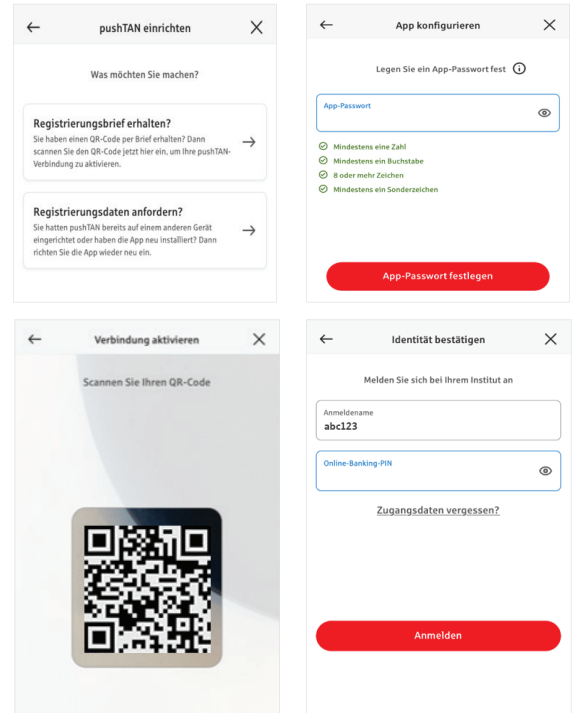 pushTAN einrichten
Was möchten Sie machen?
Registrierungsbrief erhalten?
Sie haben einen QR-Code per Brief erhalten? Dann
scannen Sie den QR-Code jetzt hier ein, um Ihre pushTAN-
Verbindung zu aktivieren.
Registrierungsdaten anfordern?
Sie hatten pushTAN bereits auf einem anderen Gerät
eingerichtet oder haben die App neu installiert? Dann
richten Sie die App wieder neu ein.
App konfigurieren
Legen Sie ein App-Passwort fest
App-Passwort
Mindestens eine Zahl
Mindestens ein Buchstabe
8 oder mehr Zeichen
Mindestens ein Sonderzeichen
App-Passwort festlegen
Verbindung aktivieren
Scannen Sie Ihren QR-Code
Identität bestätigen
Melden Sie sich bei Ihrem Institut an
Anmeldename
abc123
Online-Banking-PIN
Zugangsdaten vergessen?
Anmelden